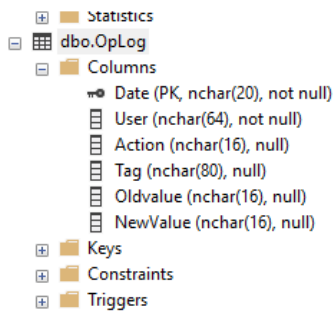 Statistics
dbo.OpLog
Columns
Date (PK, nchar(20), not null)
User (nchar(64), not null)
Action (nchar(16), null)
Tag (nchar(80), null)
Oldvalue (nchar(16), null)
NewValue (nchar(16), null)
Keys
Constraints
Triggers